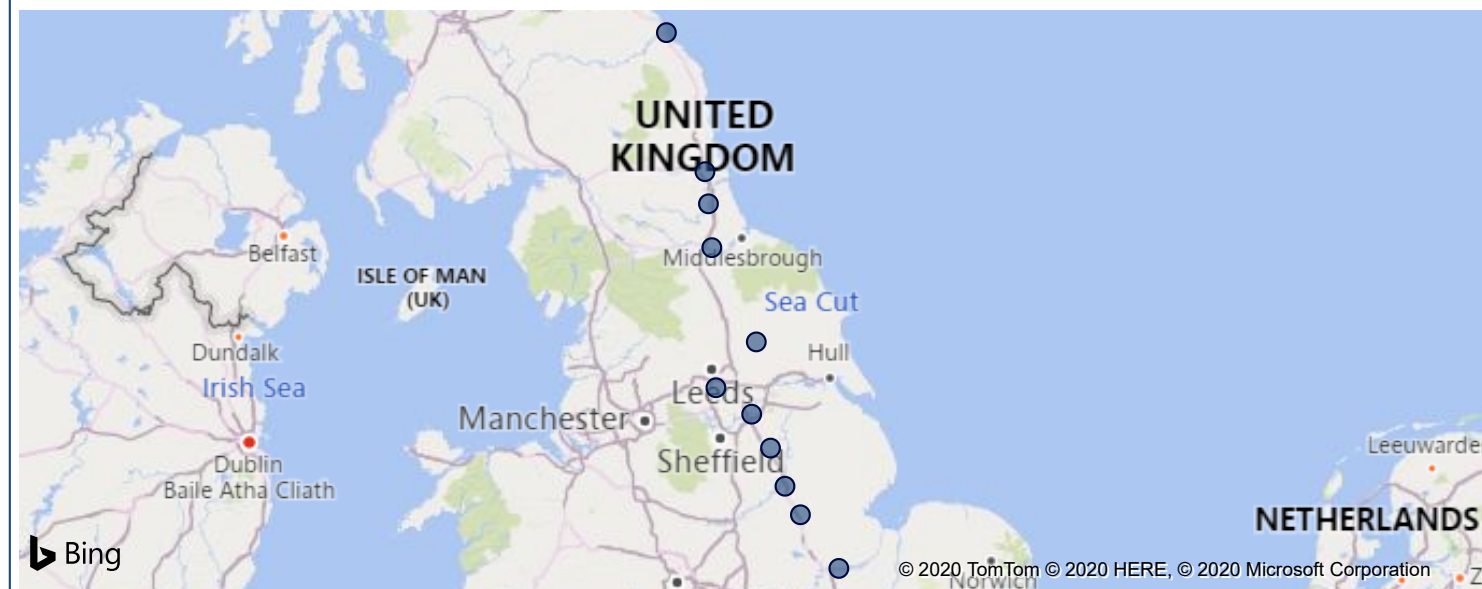 UNITED
KINGDOM
Belfast
Middlesbrough
ISLE OF MAN
(UK)
Sea Cut
Dundalk
Hull
Irish Sea
Leeds
Manchester
Leeuwarde
Sheffield
Dublin
Baile Atha Cliath
NETHERLANDS
Bing
© 2020 TomTom © 2020 HERE, © 2020 Microsoft Corporation
Norwich
Z